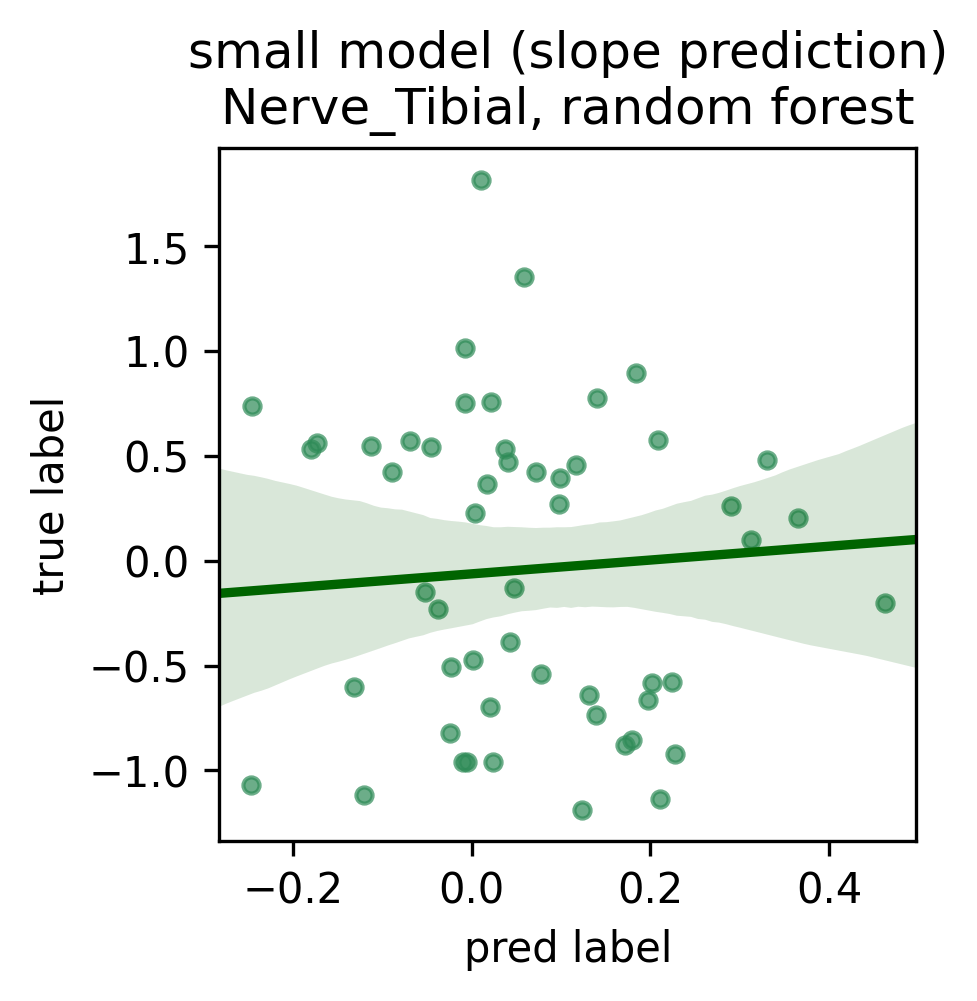 small model (slope prediction)
Nerve_Tibial, random forest
1.5
1.0
0.5
0.0
−0.5
−1.0
true label
−0.2
0.0
0.2
0.4
pred label